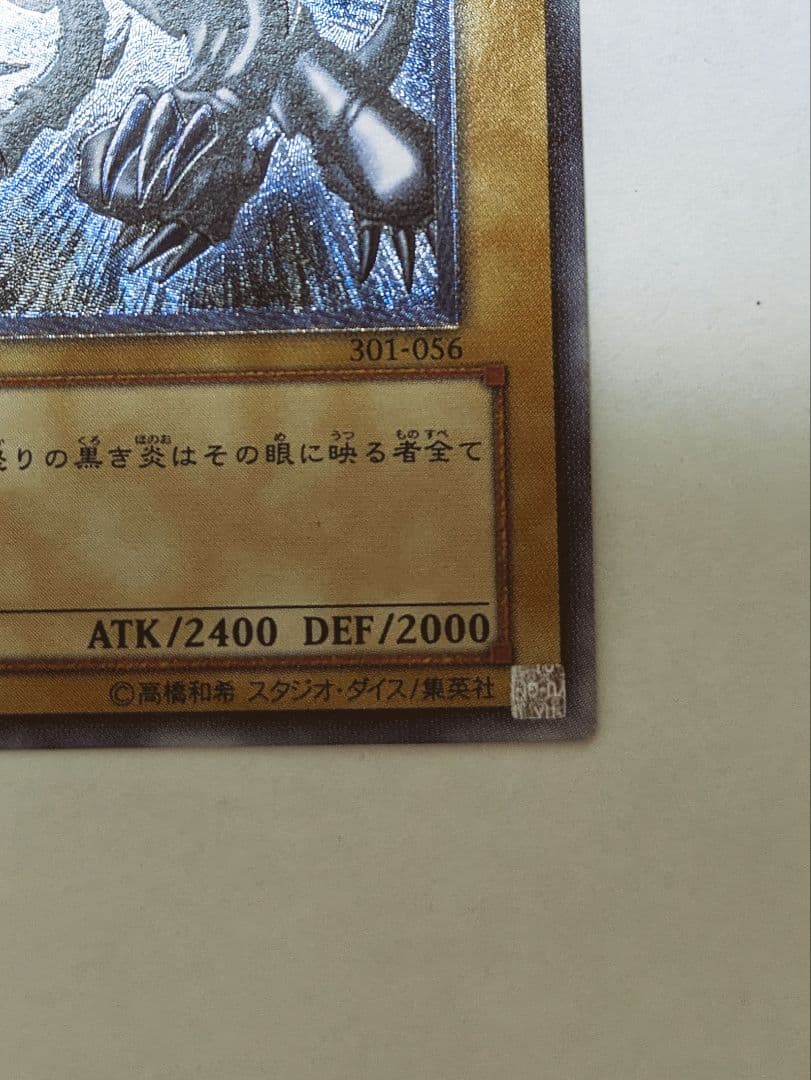 301-056
りの黒き炎はその眼に映る者全て
ATK/2400 DEF/2000
©高橋和希 スタジオ・ダイス/集英社